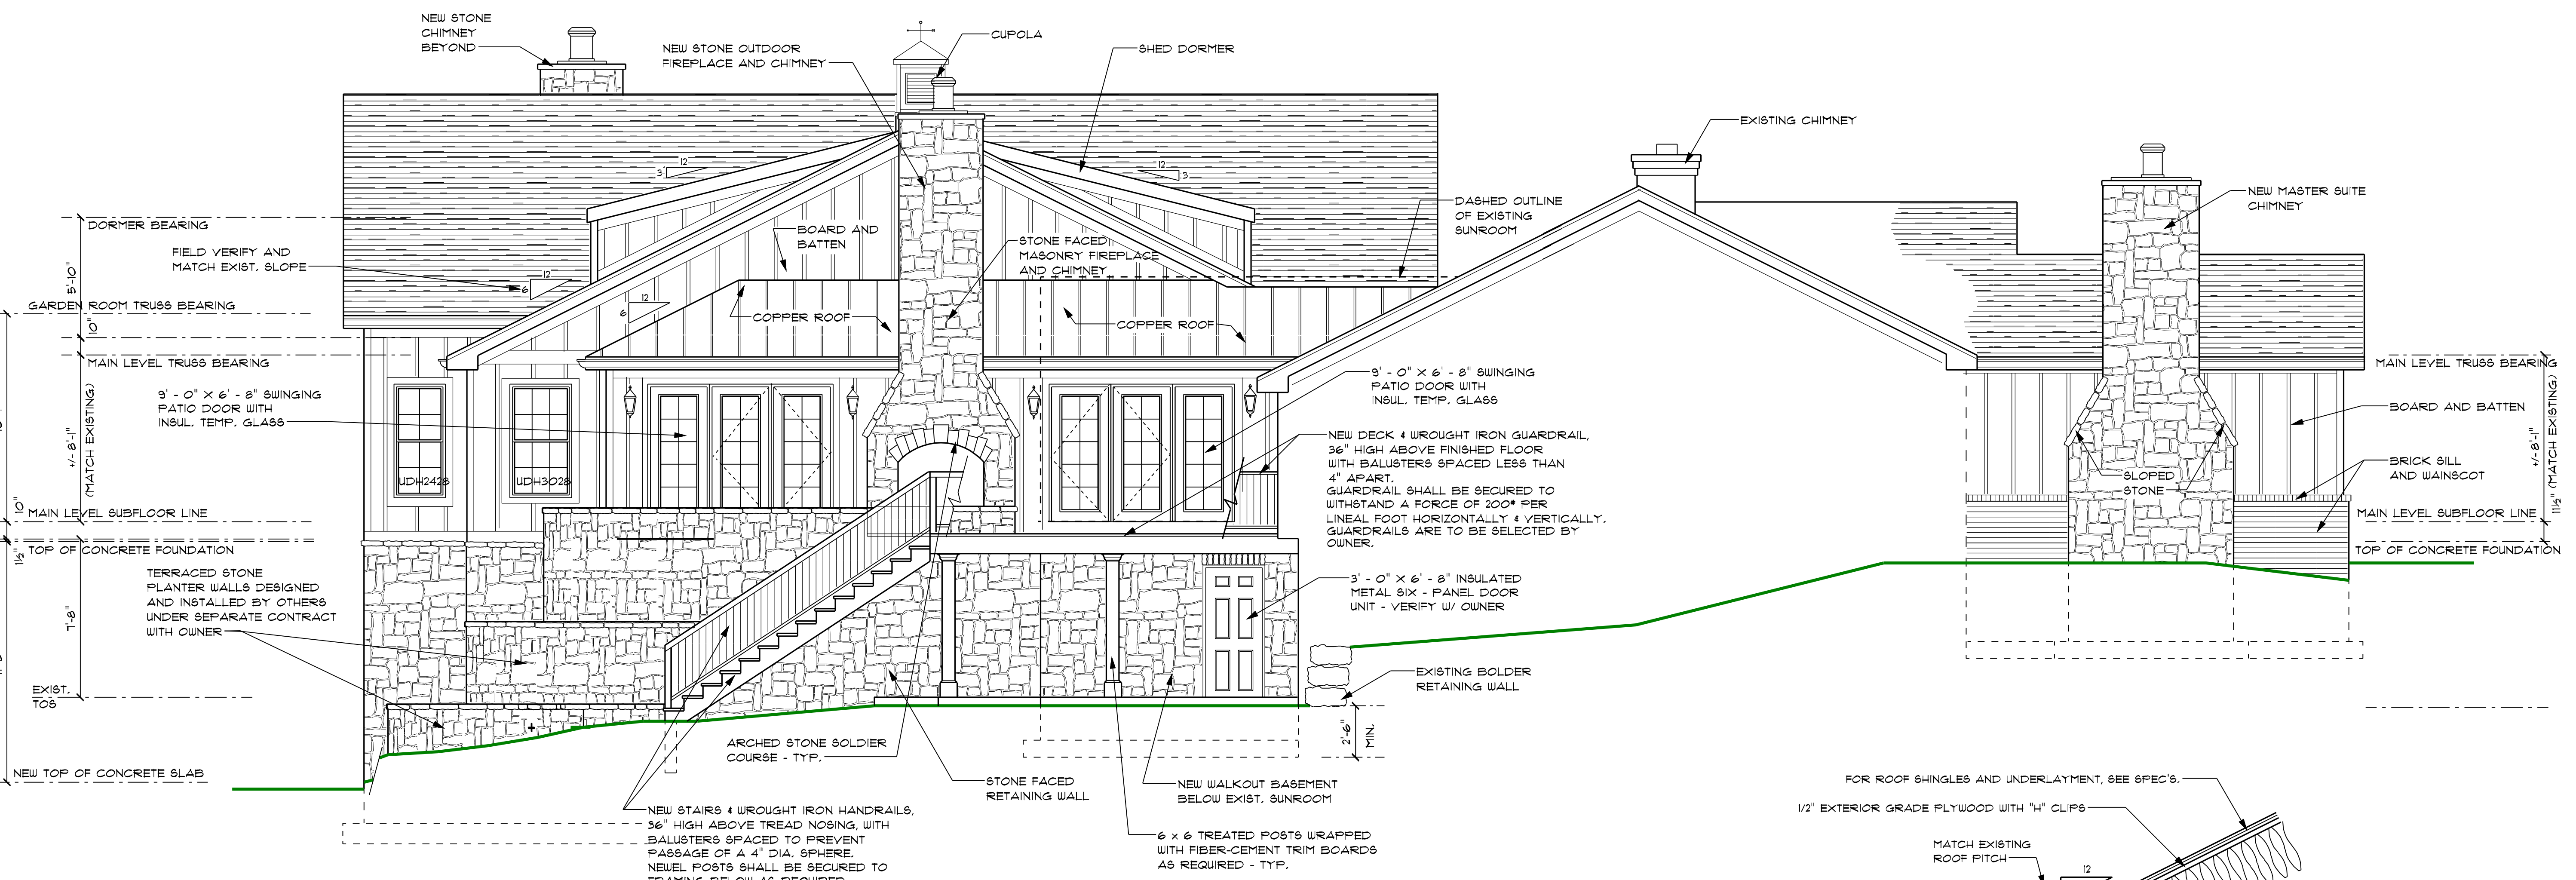 NEW STONE
CHIMNEY
BEYOND
NEW STONE OUTDOOR
FIREPLACE AND CHIMNEY
CUPOLA
SHED DORMER
EXISTING CHIMNEY
NEW MASTER SUITE
CHIMNEY
DASHED OUTLINE
OF EXISTING
SUNROOM
12
3
12
3
DORMER BEARING
FIELD VERIFY AND
MATCH EXIST. SLOPE
12
6
12
6
5'-10"
GARDEN ROOM TRUSS BEARING
10"
MAIN LEVEL TRUSS BEARING
BOARD AND
BATTEN
STONE FACED
MASONRY FIREPLACE
AND CHIMNEY
COPPER ROOF
COPPER ROOF
9' - 0" X 6' - 8" SWINGING
PATIO DOOR WITH
INSUL. TEMP. GLASS
+/- 8'-1"
(MATCH EXISTING)
UDH2428
UDH3028
9' - 0" X 6' - 8" SWINGING
PATIO DOOR WITH
INSUL. TEMP. GLASS
NEW DECK & WROUGHT IRON GUARDRAIL,
36" HIGH ABOVE FINISHED FLOOR
WITH BALUSTERS SPACED LESS THAN
4" APART.
GUARDRAIL SHALL BE SECURED TO
WITHSTAND A FORCE OF 200# PER
LINEAL FOOT HORIZONTALLY & VERTICALLY.
GUARDRAILS ARE TO BE SELECTED BY
OWNER.
MAIN LEVEL TRUSS BEARING
BOARD AND BATTEN
BRICK SILL
AND WAINSCOT
SLOPED
STONE
+/- 8'-1"
11½" (MATCH EXISTING)
MAIN LEVEL SUBFLOOR LINE
TOP OF CONCRETE FOUNDATION
10"
MAIN LEVEL SUBFLOOR LINE
1½"
TOP OF CONCRETE FOUNDATION
TERRACED STONE
PLANTER WALLS DESIGNED
AND INSTALLED BY OTHERS
UNDER SEPARATE CONTRACT
WITH OWNER
7'-8"
EXIST.
TOS
NEW TOP OF CONCRETE SLAB
3' - 0" X 6' - 8" INSULATED
METAL SIX - PANEL DOOR
UNIT - VERIFY W/ OWNER
EXISTING BOLDER
RETAINING WALL
2'-6"
MIN.
ARCHED STONE SOLDIER
COURSE - TYP.
STONE FACED
RETAINING WALL
NEW WALKOUT BASEMENT
BELOW EXIST. SUNROOM
NEW STAIRS & WROUGHT IRON HANDRAILS,
36" HIGH ABOVE TREAD NOSING, WITH
BALUSTERS SPACED TO PREVENT
PASSAGE OF A 4" DIA. SPHERE.
NEWEL POSTS SHALL BE SECURED TO
FRAMING BELOW AS REQUIRED
6 x 6 TREATED POSTS WRAPPED
WITH FIBER-CEMENT TRIM BOARDS
AS REQUIRED - TYP.
FOR ROOF SHINGLES AND UNDERLAYMENT, SEE SPEC'S.
1/2" EXTERIOR GRADE PLYWOOD WITH "H" CLIPS
MATCH EXISTING
ROOF PITCH
12